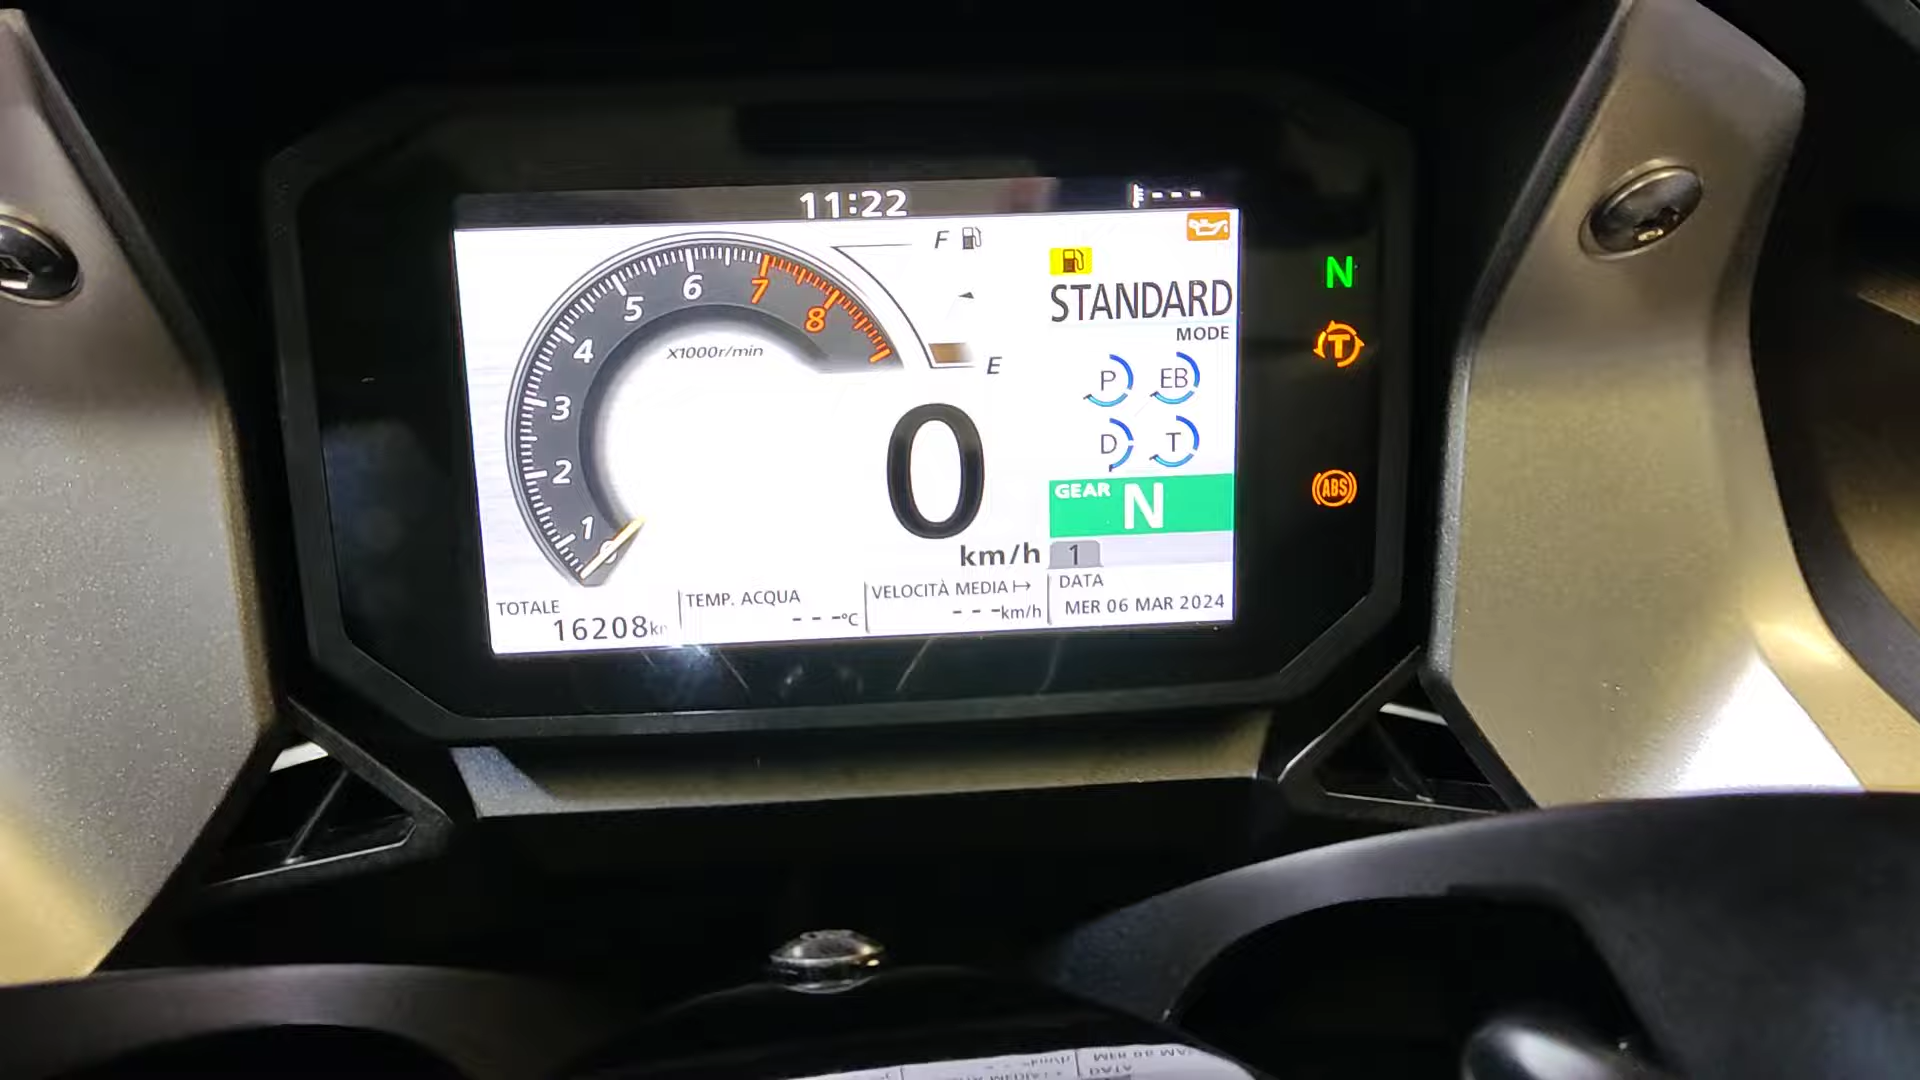 11:22
F
STANDARD
MODE
7
6
5
8
4
x1000r/min
E
P EB
3
D T
0
2
GEAR N
1
km/h
1
TOTALE
16208
TEMP. ACQUA
- - -°C
VELOCITÀ MEDIA
- - -km/h
DATA
MER 06 MAR 2024
N
T
ABS